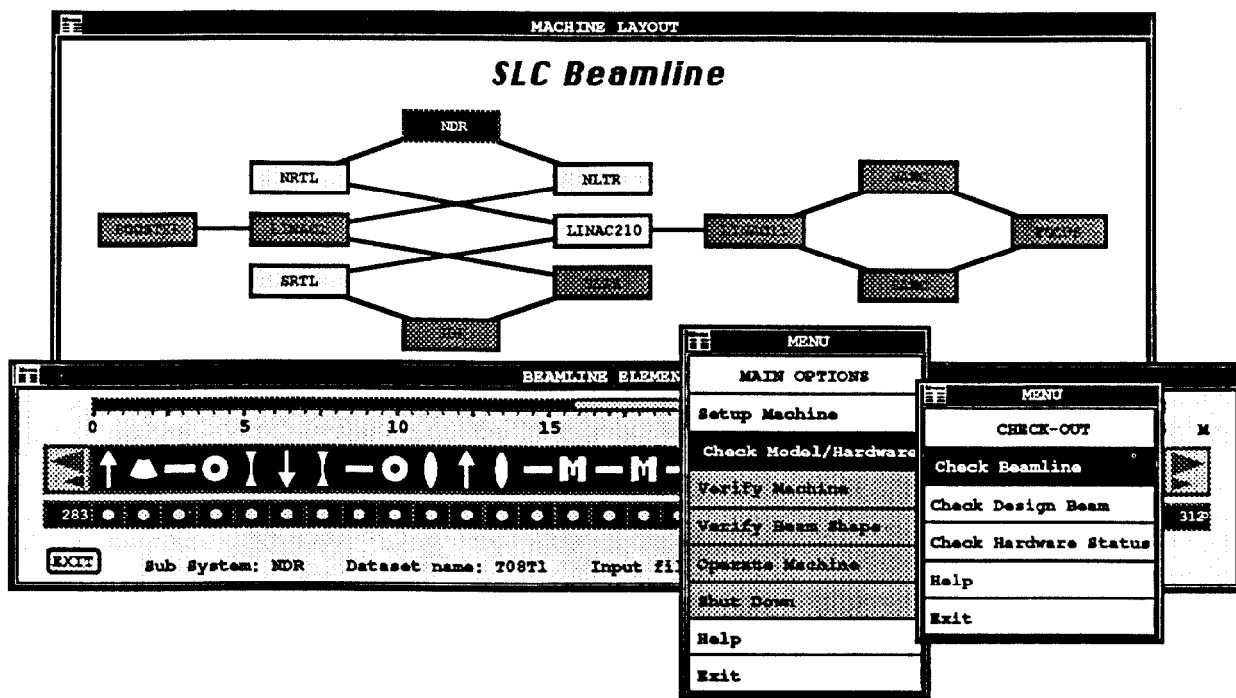 MACHINE LAYOUT
SLC Beamline
NDR
NRTL
NLTR
LINAC210
SRTL
BEAMLINE ELEMEN
0 5 10 15 M
283
312
EXIT
Sub System: NDR Dataset name: T08T1 Input fil
MENU
MAIN OPTIONS
Setup Machine
Check Model/Hardware
Verify Machine
Verify Beam Shape
Operate Machine
Shut Down
Help
Exit
MENU
CHECK-OUT
Check Beamline
Check Design Beam
Check Hardware Status
Help
Exit